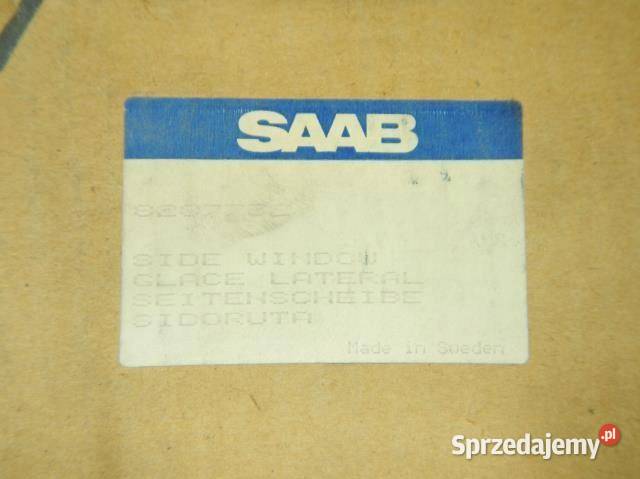 SAAB
SIDE WINDOW
GLACE LATERAL
SEITENSCHEIBE
SIDORUTA
Made in Sweden
Sprzedajemy.pl